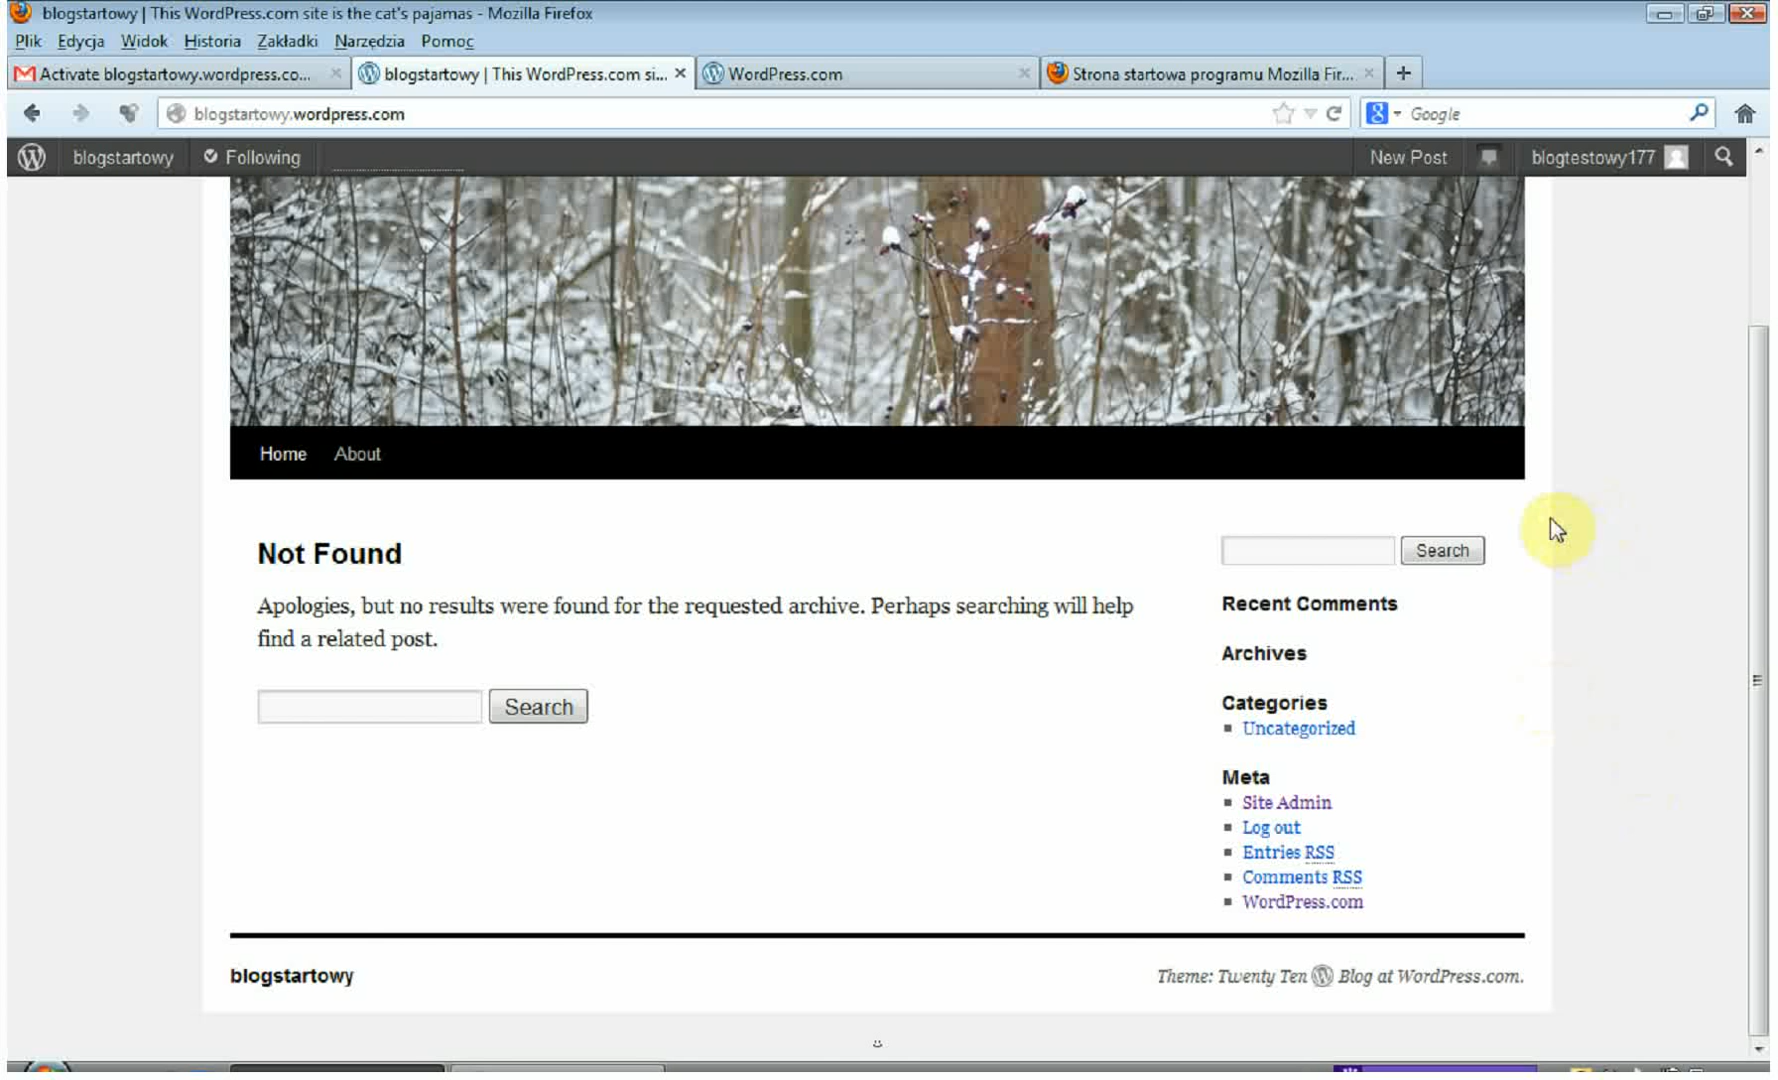 blogstartowy | This WordPress.com site is the cat's pajamas - Mozilla Firefox
Plik Edycja Widok Historia Zakładki Narzędzia Pomoc
Activate blogstartowy.wordpress.co... × blogstartowy | This WordPress.com si... × WordPress.com × Strona startowa programu Mozilla Fir... × +
blogstartowy.wordpress.com Google
blogstartowy Following New Post blogtestowy177
Home About
Not Found
Apologies, but no results were found for the requested archive. Perhaps searching will help
find a related post.
Search
Search
Recent Comments
Archives
Categories
Uncategorized
Meta
Site Admin
Log out
Entries RSS
Comments RSS
WordPress.com
blogstartowy
Theme: Twenty Ten Blog at WordPress.com.